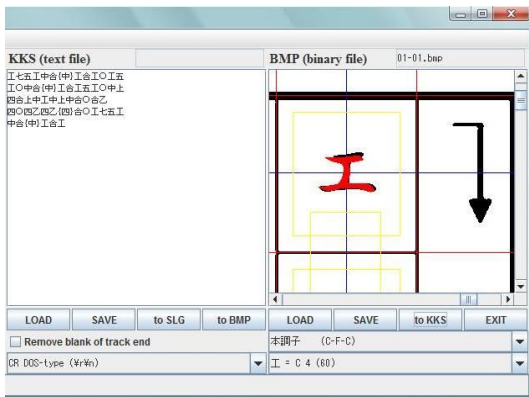 KKS (text file)
BMP (binary file)
01-01.bmp
工七五工中合{中}工合工〇工五
工〇中合{中}工合工五工〇中上
四合上中工中上中合〇合乙
四〇四乙四乙{四}合〇工七五工
中合{中}工合工
工
LOAD
SAVE
to SLG
to BMP
LOAD
SAVE
to KKS
EXIT
Remove blank of track end
本調子 (C-F-C)
CR DOS-type (¥r¥n)
工 = C 4 (60)